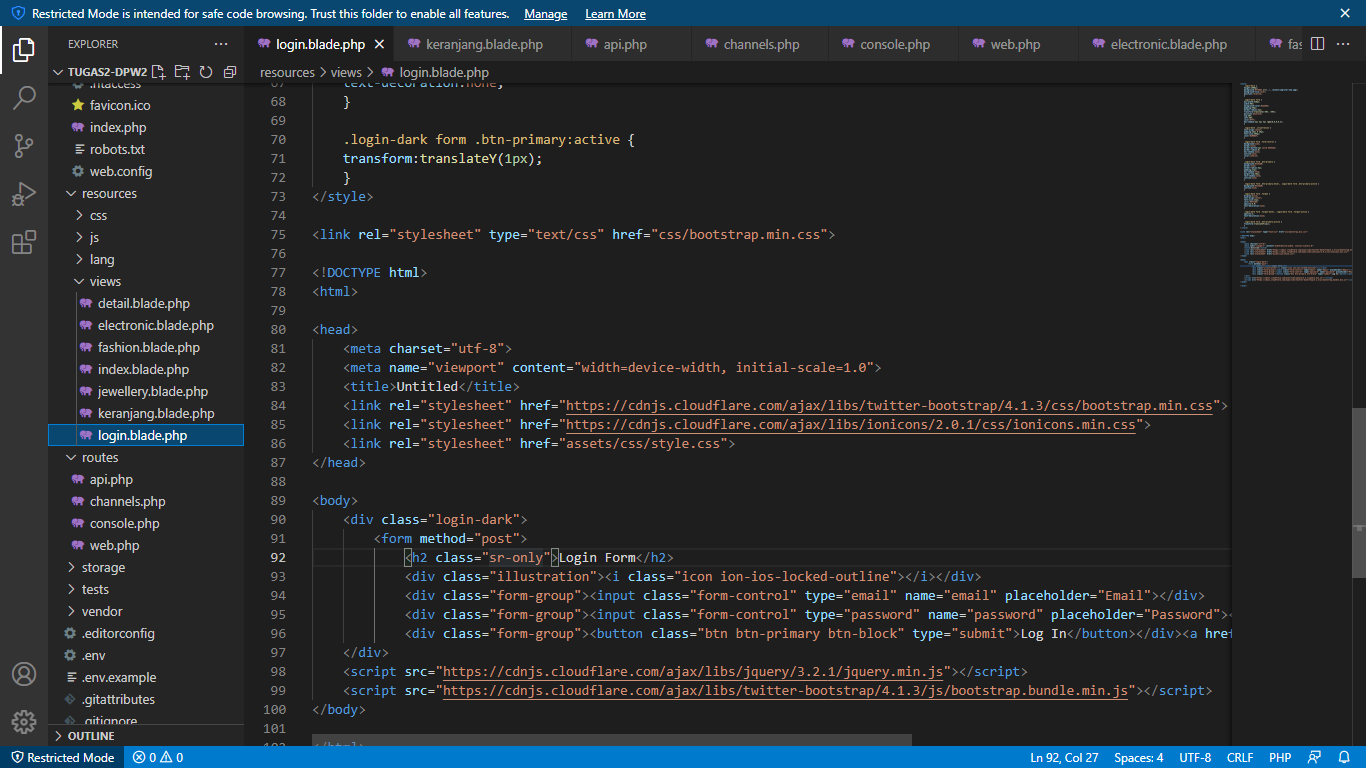 Restricted Mode is intended for safe code browsing. Trust this folder to enable all features. Manage Learn More
EXPLORER
login.blade.php
keranjang.blade.php
api.php
channels.php
console.php
web.php
electronic.blade.php
fas
TUGAS2-DPW2
resources > views > login.blade.php
.htaccess
favicon.ico
index.php
robots.txt
web.config
resources
css
js
lang
views
detail.blade.php
electronic.blade.php
fashion.blade.php
index.blade.php
jewellery.blade.php
keranjang.blade.php
login.blade.php
routes
api.php
channels.php
console.php
web.php
storage
tests
vendor
.editorconfig
.env
.env.example
.gitattributes
.gitignore
OUTLINE
67 text-decoration:none;
68 }
69
70 .login-dark form .btn-primary:active {
71 transform:translateY(1px);
72 }
73 </style>
74
75 <link rel="stylesheet" type="text/css" href="css/bootstrap.min.css">
76
77 <!DOCTYPE html>
78 <html>
79
80 <head>
81 <meta charset="utf-8">
82 <meta name="viewport" content="width=device-width, initial-scale=1.0">
83 <title>Untitled</title>
84 <link rel="stylesheet" href="https://cdnjs.cloudflare.com/ajax/libs/twitter-bootstrap/4.1.3/css/bootstrap.min.css">
85 <link rel="stylesheet" href="https://cdnjs.cloudflare.com/ajax/libs/ionicons/2.0.1/css/ionicons.min.css">
86 <link rel="stylesheet" href="assets/css/style.css">
87 </head>
88
89 <body>
90 <div class="login-dark">
91 <form method="post">
92 <h2 class="sr-only">Login Form</h2>
93 <div class="illustration"><i class="icon ion-ios-locked-outline"></i></div>
94 <div class="form-group"><input class="form-control" type="email" name="email" placeholder="Email"></div>
95 <div class="form-group"><input class="form-control" type="password" name="password" placeholder="Password"><
96 <div class="form-group"><button class="btn btn-primary btn-block" type="submit">Log In</button></div><a href
97 </div>
98 <script src="https://cdnjs.cloudflare.com/ajax/libs/jquery/3.2.1/jquery.min.js"></script>
99 <script src="https://cdnjs.cloudflare.com/ajax/libs/twitter-bootstrap/4.1.3/js/bootstrap.bundle.min.js"></script>
100 </body>
101
102 </html>
Restricted Mode 0 0 Ln 92, Col 27 Spaces: 4 UTF-8 CRLF PHP